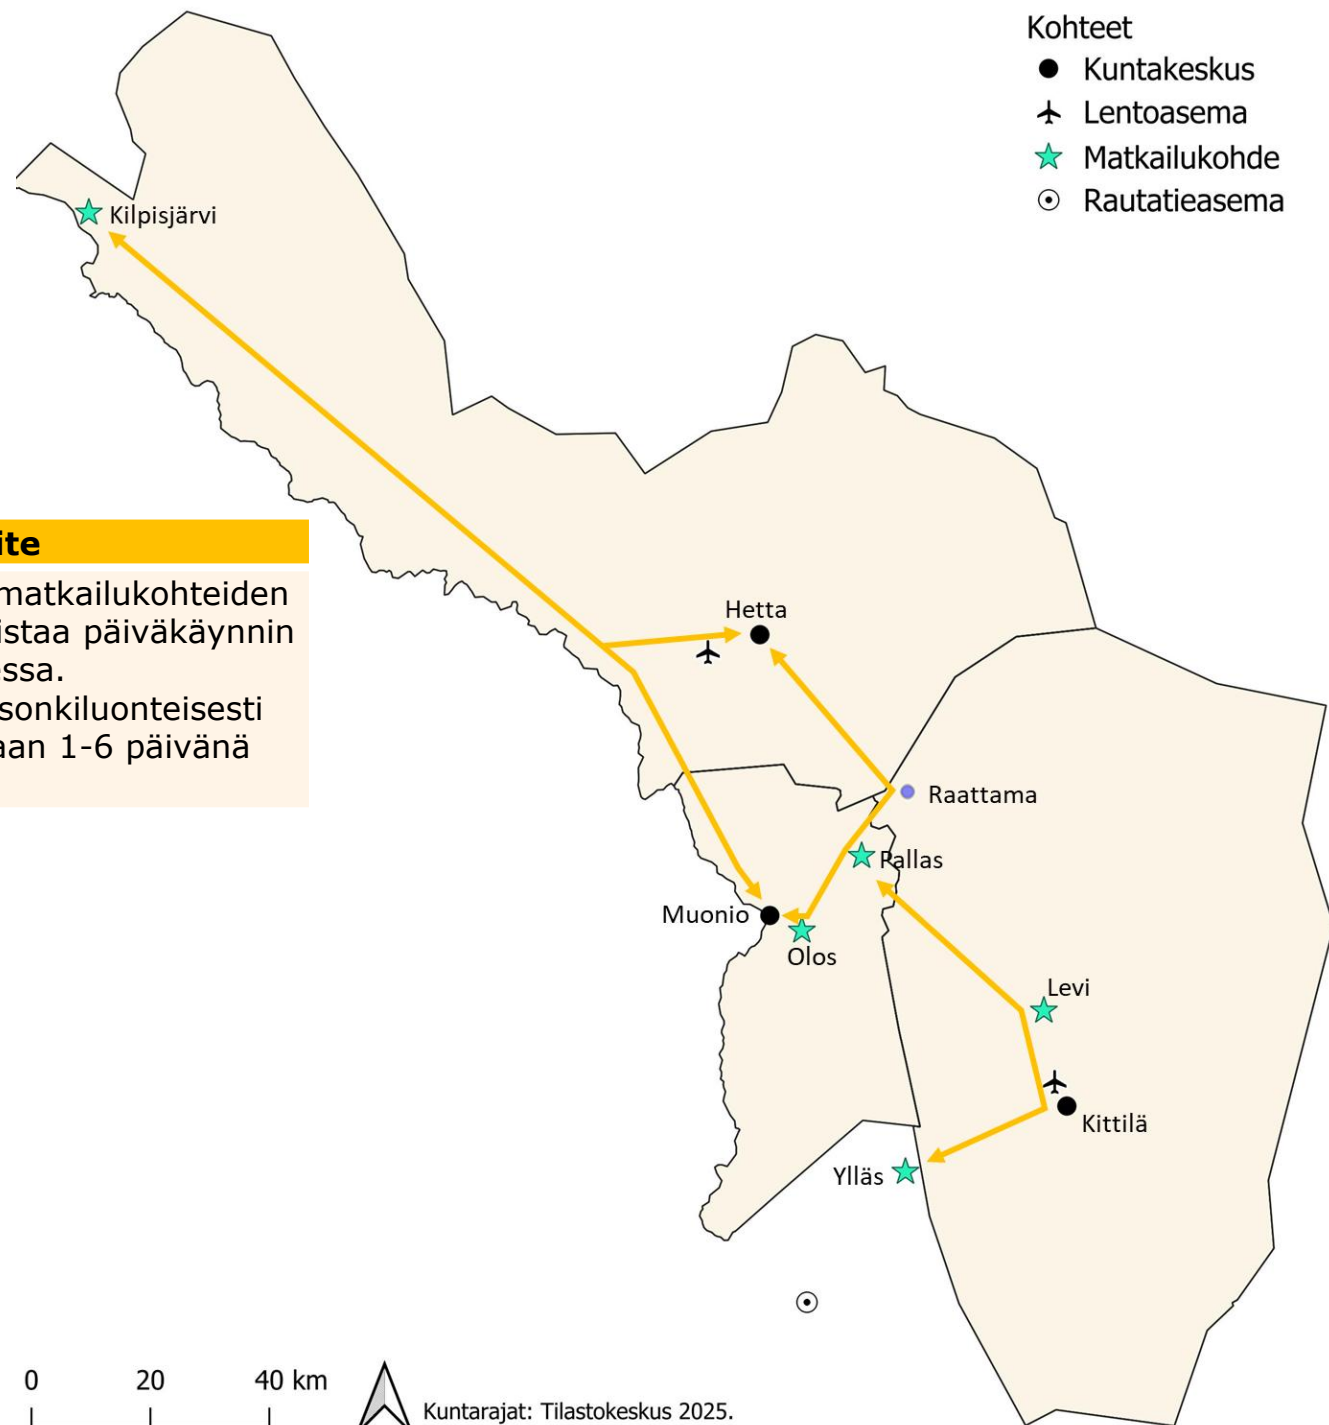 Kohteet
Kuntakeskus
Lentoasema
Matkailukohde
Rautatieasema
Kilpisjärvi
ite
matkailukohteiden
istaa päiväkäynnin
essa.
sonkiluonteisesti
aan 1-6 päivänä
Hetta
Raattama
Pallas
Muonio
Olos
Levi
Kittilä
Ylläs
0 20 40 km
Kuntarajat: Tilastokeskus 2025.